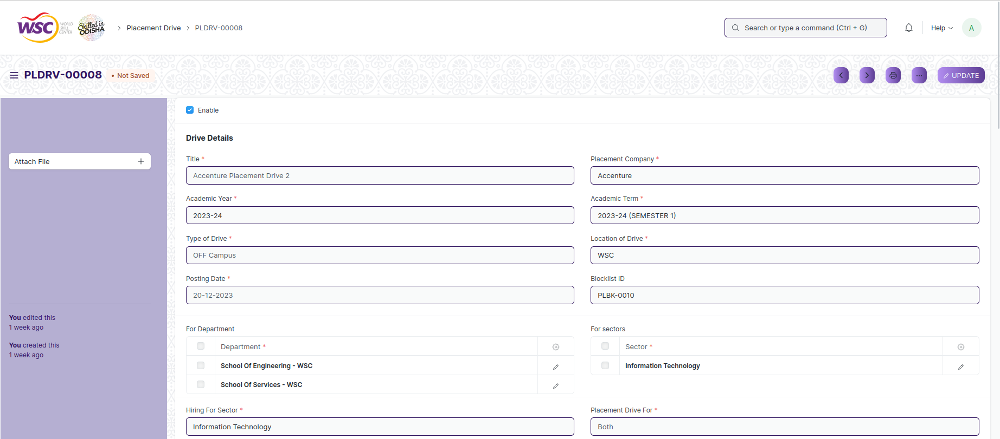 WSC WORLD SKILL CENTER
Skilled in ODISHA
Placement Drive
PLDRV-00008
Search or type a command (Ctrl + G)
Help
A
PLDRV-00008
Not Saved
UPDATE
Enable
Attach File
Drive Details
Title *
Placement Company *
Accenture Placement Drive 2
Accenture
Academic Year *
Academic Term *
2023-24
2023-24 (SEMESTER 1)
Type of Drive *
Location of Drive *
OFF Campus
WSC
Posting Date *
Blocklist ID
20-12-2023
PLBK-0010
You edited this
1 week ago
You created this
1 week ago
For Department
For sectors
Department *
Sector *
School Of Engineering - WSC
Information Technology
School Of Services - WSC
Hiring For Sector *
Placement Drive For *
Information Technology
Both